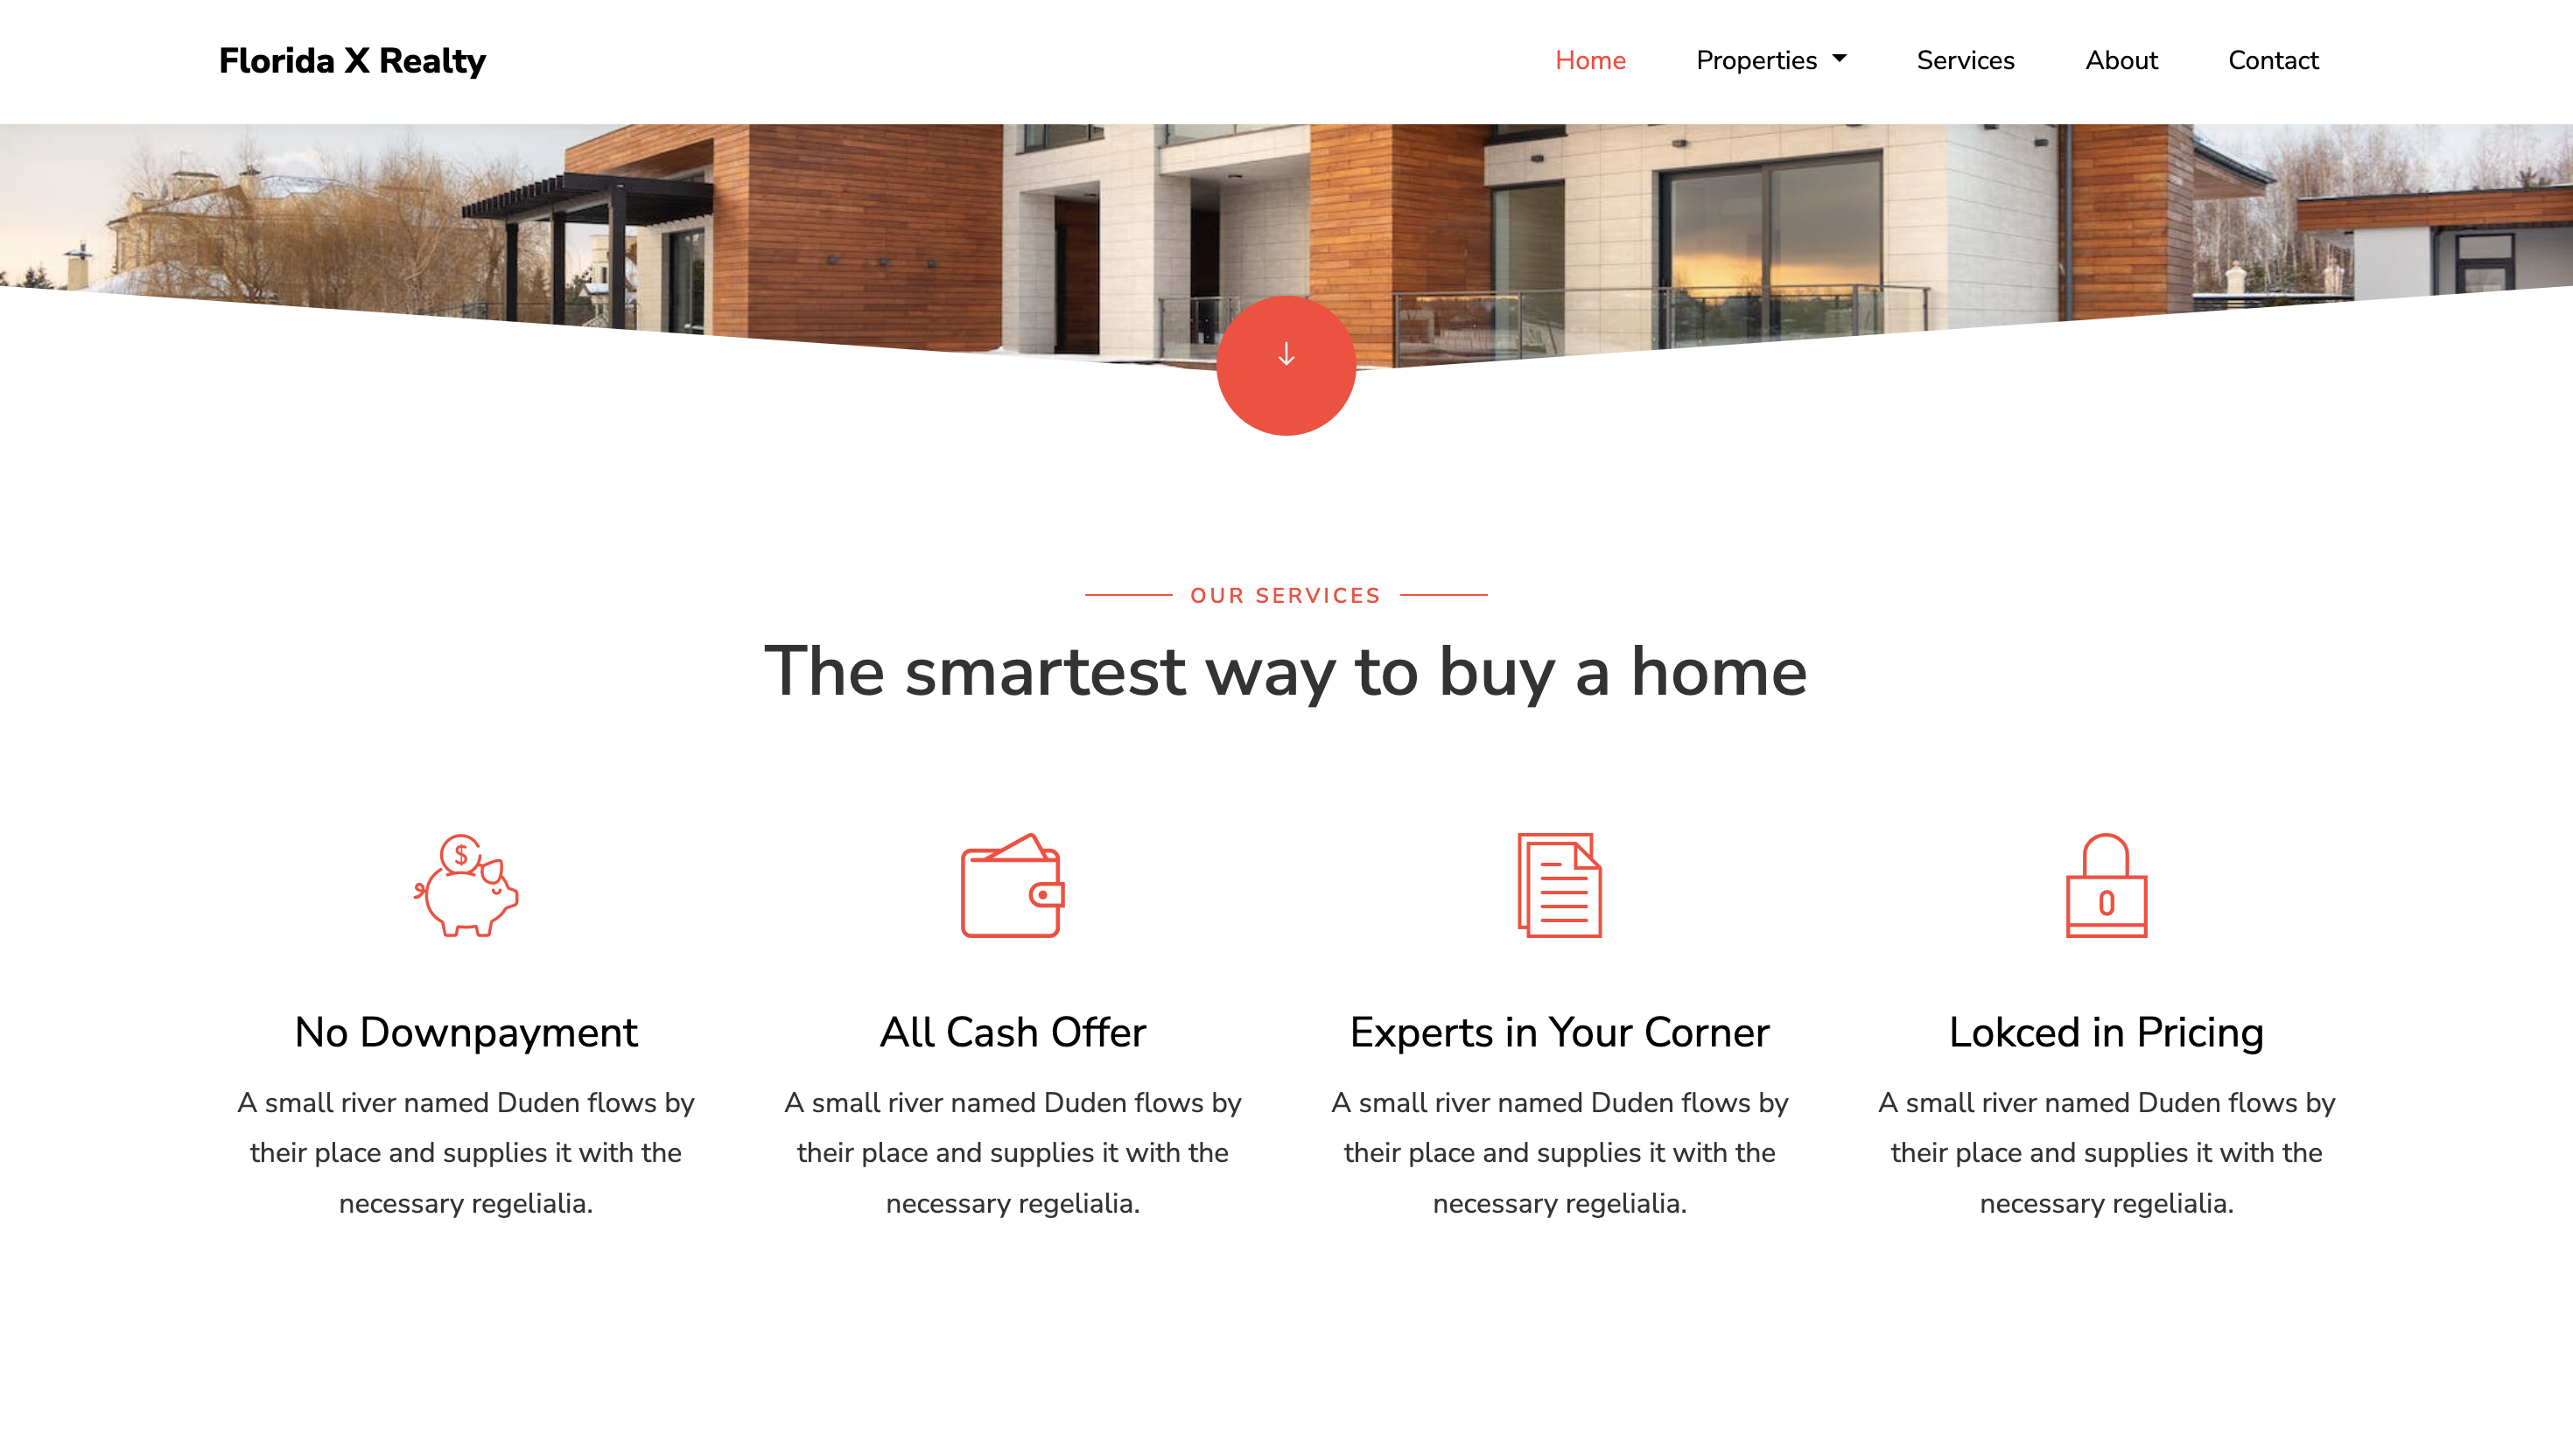 Florida X Realty
Home Properties Services About Contact
OUR SERVICES
The smartest way to buy a home
$
No Downpayment
A small river named Duden flows by
their place and supplies it with the
necessary regelialia.
All Cash Offer
A small river named Duden flows by
their place and supplies it with the
necessary regelialia.
Experts in Your Corner
A small river named Duden flows by
their place and supplies it with the
necessary regelialia.
Lokced in Pricing
A small river named Duden flows by
their place and supplies it with the
necessary regelialia.